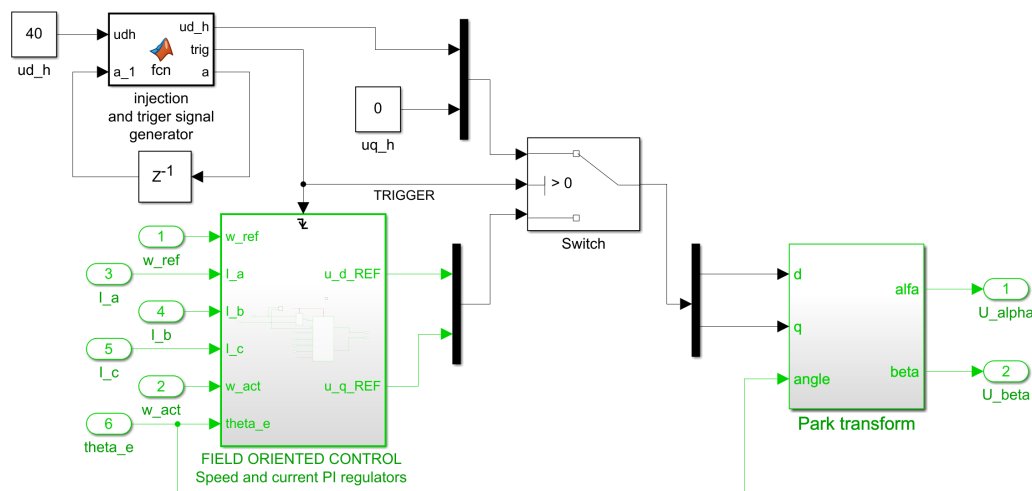 40
ud_h
udh
a_1
fcn
ud_h
trig
a
injection
and triger signal
generator
z-1
0
uq_h
TRIGGER
> 0
Switch
1
w_ref
3
I_a
4
I_b
5
I_c
2
w_act
6
theta_e
w_ref
I_a
I_b
I_c
w_act
theta_e
u_d_REF
u_q_REF
FIELD ORIENTED CONTROL
Speed and current PI regulators
d
q
angle
alfa
beta
Park transform
1
U_alpha
2
U_beta